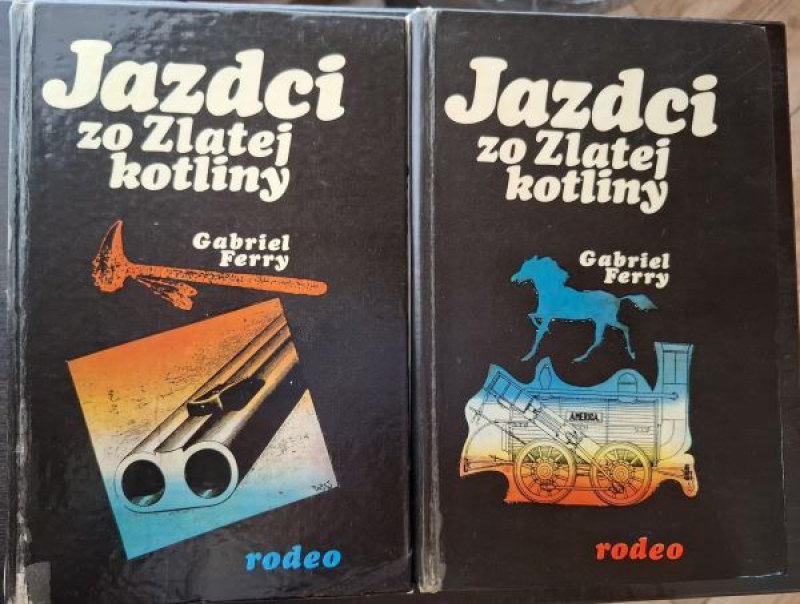 Jazdci
zo Zlatej
kotliny
Gabriel
Ferry
rodeo
Jazdci
zo Zlatej
kotliny
Gabriel
Ferry
AMERICA
rodeo